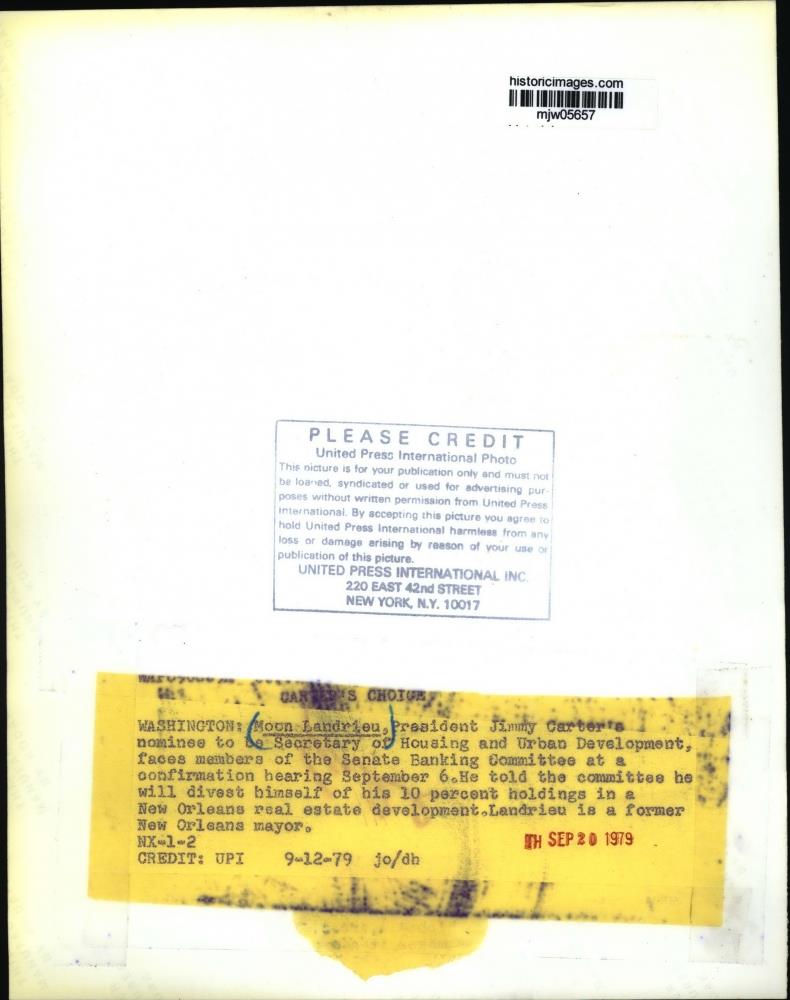 historicimages.com
mjw05657
PLEASE CREDIT
United Press International Photo
This picture is for your publication only and must not
be loaned, syndicated or used for advertising pur-
poses without written permission from United Press
International. By accepting this picture you agree to
hold United Press International harmless from any
loss or damage arising by reason of your use or
publication of this picture.
UNITED PRESS INTERNATIONAL INC.
220 EAST 42nd STREET
NEW YORK, N.Y. 10017
CARTER'S CHOICE
WASHINGTON: Moon Landrieu, President Jimmy Carter's
nominee to be Secretary of Housing and Urban Development,
faces members of the Senate Banking Committee at a
confirmation hearing September 6.He told the committee he
will divest himself of his 10 percent holdings in a
New Orleans real estate development.Landrieu is a former
New Orleans mayor.
NX-1-2
CREDIT: UPI 9-12-79 jo/dh
TH SEP 20 1979